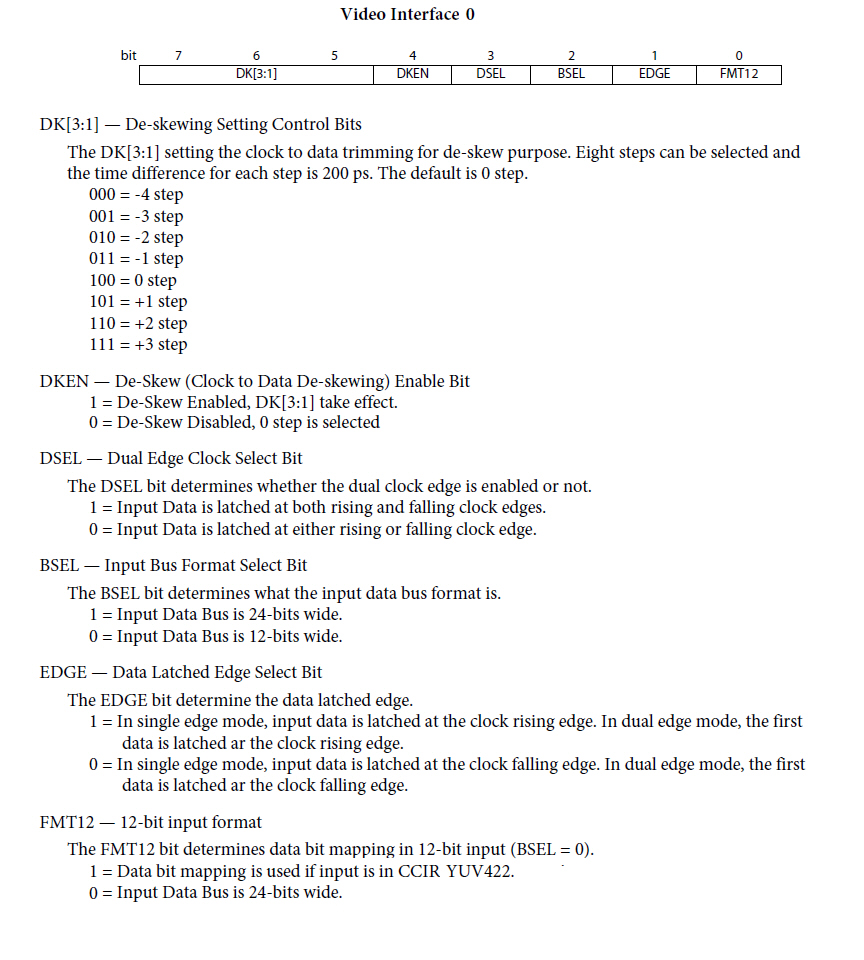 Video Interface 0
bit 7 6 5 4 3 2 1 0
DK[3:1] DKEN DSEL BSEL EDGE FMT12
DK[3:1] — De-skewing Setting Control Bits
The DK[3:1] setting the clock to data trimming for de-skew purpose. Eight steps can be selected and
the time difference for each step is 200 ps. The default is 0 step.
000 = -4 step
001 = -3 step
010 = -2 step
011 = -1 step
100 = 0 step
101 = +1 step
110 = +2 step
111 = +3 step
DKEN — De-Skew (Clock to Data De-skewing) Enable Bit
1 = De-Skew Enabled, DK[3:1] take effect.
0 = De-Skew Disabled, 0 step is selected
DSEL — Dual Edge Clock Select Bit
The DSEL bit determines whether the dual clock edge is enabled or not.
1 = Input Data is latched at both rising and falling clock edges.
0 = Input Data is latched at either rising or falling clock edge.
BSEL — Input Bus Format Select Bit
The BSEL bit determines what the input data bus format is.
1 = Input Data Bus is 24-bits wide.
0 = Input Data Bus is 12-bits wide.
EDGE — Data Latched Edge Select Bit
The EDGE bit determine the data latched edge.
1 = In single edge mode, input data is latched at the clock rising edge. In dual edge mode, the first
data is latched ar the clock rising edge.
0 = In single edge mode, input data is latched at the clock falling edge. In dual edge mode, the first
data is latched ar the clock falling edge.
FMT12 — 12-bit input format
The FMT12 bit determines data bit mapping in 12-bit input (BSEL = 0).
1 = Data bit mapping is used if input is in CCIR YUV422.
0 = Input Data Bus is 24-bits wide.